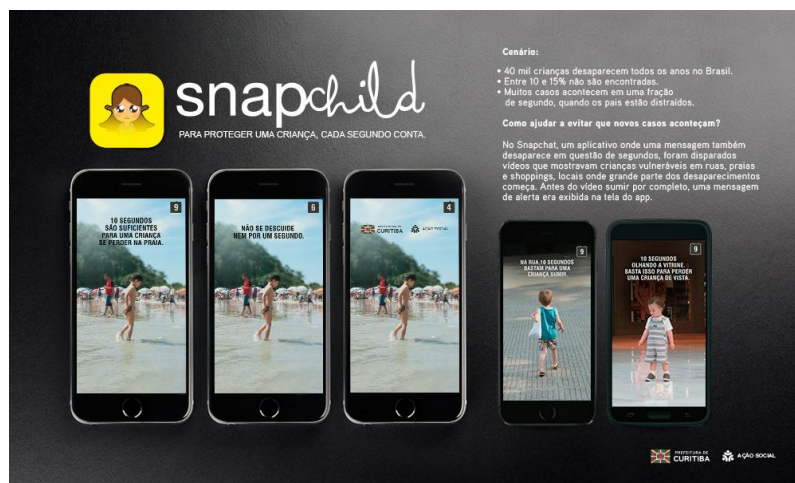 snapchild
PARA PROTEGER UMA CRIANÇA, CADA SEGUNDO CONTA.
Cenário:
• 40 mil crianças desaparecem todos os anos no Brasil.
• Entre 10 e 15% não são encontradas.
• Muitos casos acontecem em uma fração
de segundo, quando os pais estão distraídos.
Como ajudar a evitar que novos casos aconteçam?
No Snapchat, um aplicativo onde uma mensagem também
desaparece em questão de segundos, foram disparados
vídeos que mostravam crianças vulneráveis em ruas, praias
e shoppings, locais onde grande parte dos desaparecimentos
começa. Antes do vídeo sumir por completo, uma mensagem
de alerta era exibida na tela do app.
9
10 SEGUNDOS
SÃO SUFICIENTES
PARA UMA CRIANÇA
SE PERDER NA PRAIA.
6
NÃO SE DESCUIDE
NEM POR UM SEGUNDO.
4
PREFEITURA DE
CURITIBA
AÇÃO SOCIAL
9
NA RUA, 10 SEGUNDOS
BASTAM PARA UMA
CRIANÇA SUMIR.
9
10 SEGUNDOS
OLHANDO A VITRINE.
BASTA ISSO PARA PERDER
UMA CRIANÇA DE VISTA.
PREFEITURA DE
CURITIBA
AÇÃO SOCIAL